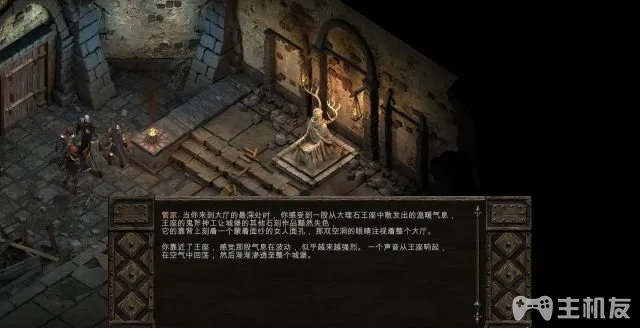 管家- 当你来到大厅的最深处时，你感受到一股从大理石王座中散发出的温暖气息，
王座的鬼斧神工让城堡的其他石刻作品黯然失色，
它的靠背上刻着一个蒙着面纱的女人面孔，那双空洞的眼睛注视着整个大厅。
你靠近了王座，感觉那股气息在波动，似乎越来越强烈。一个声音从王座响起，
在空气中回荡，然后渐渐渗透至整个城堡。
主机友